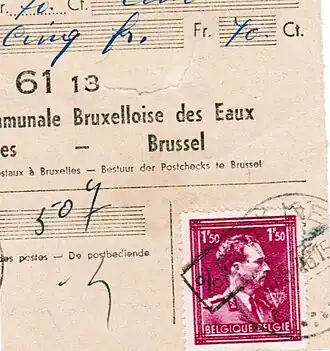 fr. 70. Ct.
Cinq fr. Fr. 70. Ct.
61 13
mmunale Bruxelloise des Eaux
es — Brussel
ostaux à Bruxelles – Bestuur der Postchecks te Brussel
507
des postes – De postbediende
1F50 1F50
BELGIQUE BELGIE